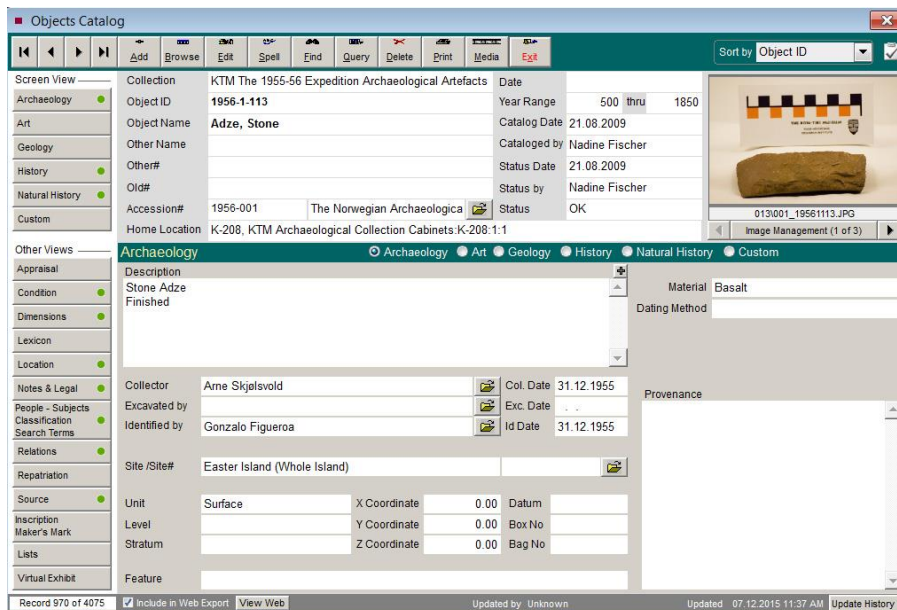 Objects Catalog
Add Browse Edit Spell Find Query Delete Print Media Exit
Sort by Object ID
Screen View
Archaeology
Art
Geology
History
Natural History
Custom
Other Views
Appraisal
Condition
Dimensions
Lexicon
Location
Notes & Legal
People - Subjects
Classification
Search Terms
Relations
Repatriation
Source
Inscription
Maker's Mark
Lists
Virtual Exhibit
Collection KTM The 1955-56 Expedition Archaeological Artefacts
Object ID 1956-1-113
Object Name Adze, Stone
Other Name
Other#
Old#
Accession# 1956-001 The Norwegian Archaeologica
Home Location K-208, KTM Archaeological Collection Cabinets:K-208:1:1
Date
Year Range 500 thru 1850
Catalog Date 21.08.2009
Cataloged by Nadine Fischer
Status Date 21.08.2009
Status by Nadine Fischer
Status OK
THE KON-TIKI MUSEUM
013\001_19561113.JPG
Image Management (1 of 3)
Archaeology
Archaeology Art Geology History Natural History Custom
Description
Stone Adze
Finished
Material Basalt
Dating Method
Provenance
Collector Arne Skjølsvold Col. Date 31.12.1955
Excavated by Exc. Date . .
Identified by Gonzalo Figueroa Id Date 31.12.1955
Site /Site# Easter Island (Whole Island)
Unit Surface X Coordinate 0.00 Datum
Level Y Coordinate 0.00 Box No
Stratum Z Coordinate 0.00 Bag No
Feature
Record 970 of 4075 Include in Web Export View Web Updated by Unknown Updated 07.12.2015 11:37 AM Update History